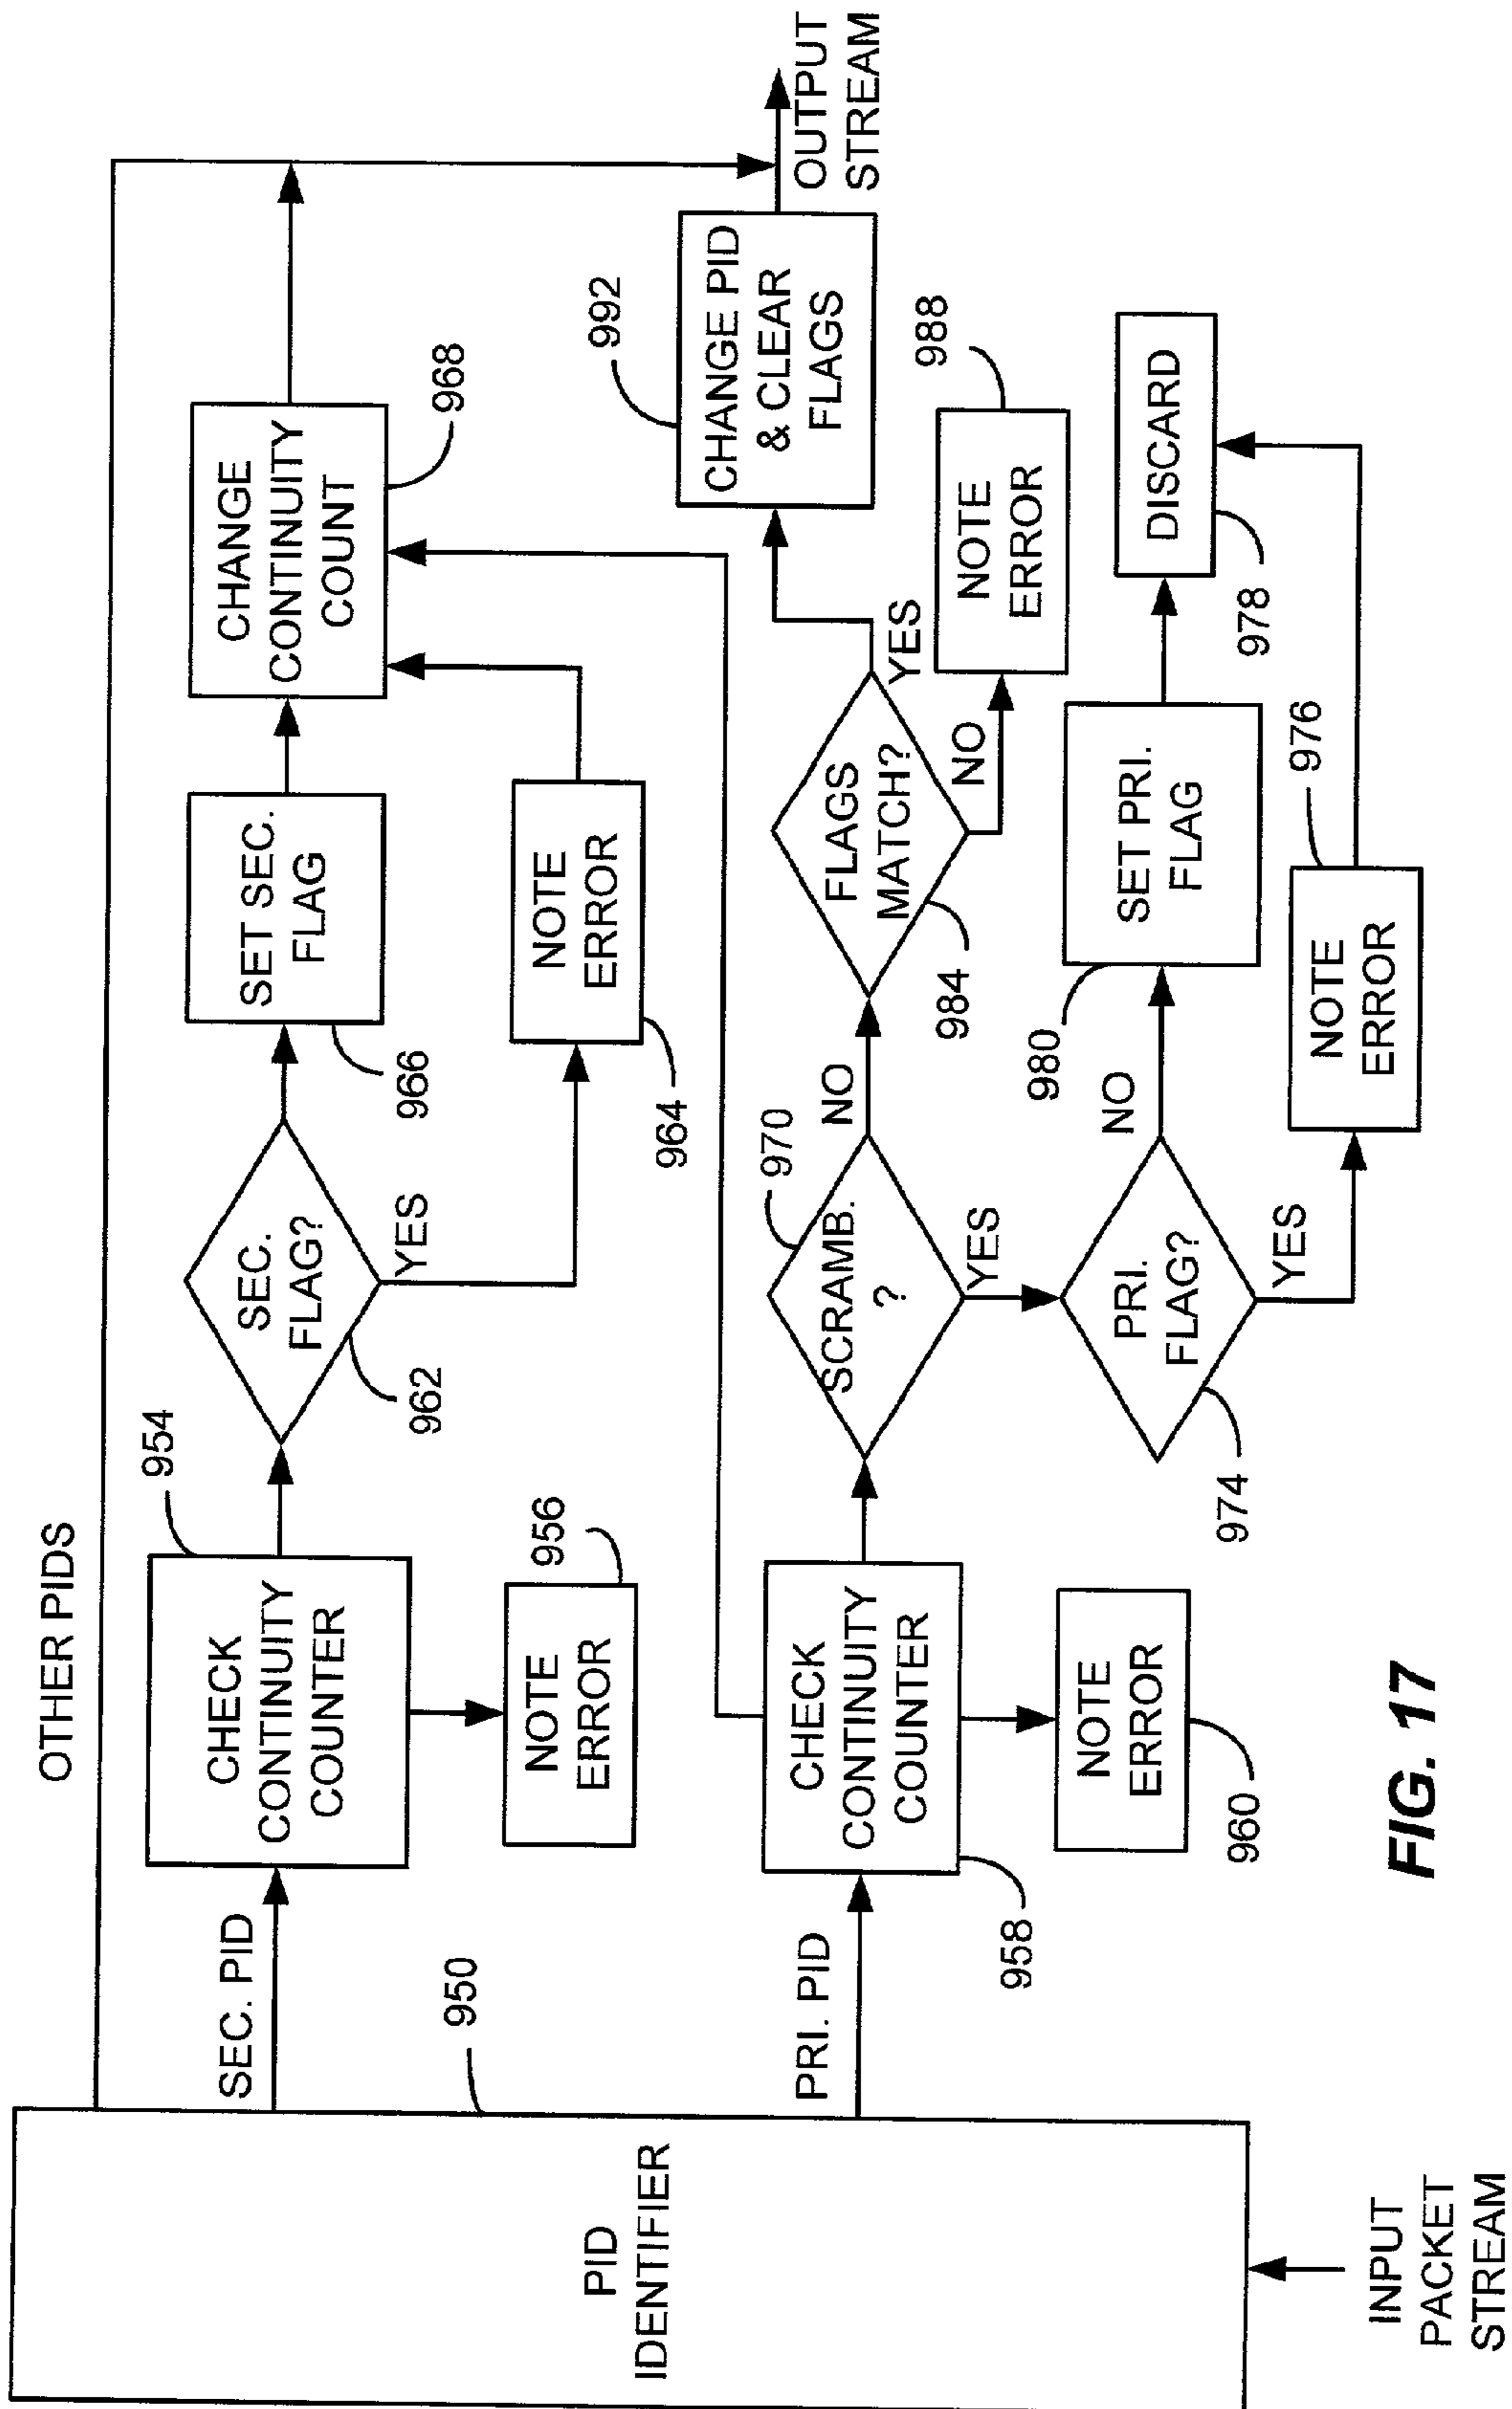 OTHER PIDS
PID
IDENTIFIER
950
INPUT
PACKET
STREAM
SEC. PID
954
CHECK
CONTINUITY
COUNTER
NOTE
ERROR
956
SEC.
FLAG?
962
YES
SET SEC.
FLAG
966
NOTE
ERROR
964
CHANGE
CONTINUITY
COUNT
968
PRI. PID
CHECK
CONTINUITY
COUNTER
958
NOTE
ERROR
960
SCRAMB.
?
970
NO
YES
PRI.
FLAG?
974
NO
YES
FLAGS
MATCH?
984
YES
NO
NOTE
ERROR
988
CHANGE PID
& CLEAR
FLAGS
992
OUTPUT
STREAM
SET PRI.
FLAG
980
DISCARD
978
NOTE
ERROR
976
FIG. 17